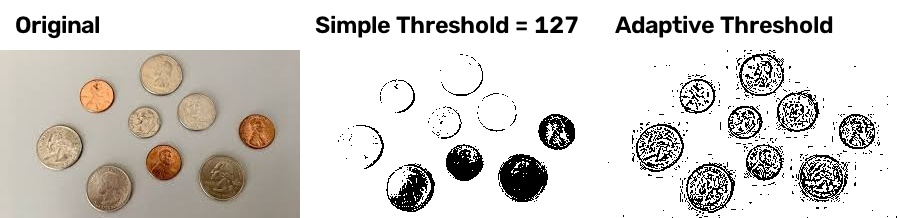 Original
Simple Threshold = 127
Adaptive Threshold